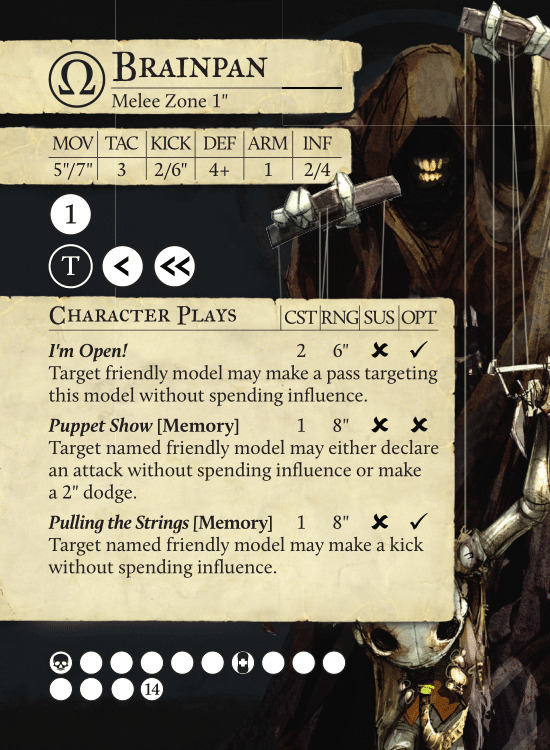 Ω BRAINPAN
Melee Zone 1"
MOV TAC KICK DEF ARM INF
5"/7" 3 2/6" 4+ 1 2/4
1
T < <<
CHARACTER PLAYS CST RNG SUS OPT
I'm Open! 2 6" ✘ ✓
Target friendly model may make a pass targeting
this model without spending influence.
Puppet Show [Memory] 1 8" ✘ ✘
Target named friendly model may either declare
an attack without spending influence or make
a 2" dodge.
Pulling the Strings [Memory] 1 8" ✘ ✓
Target named friendly model may make a kick
without spending influence.
14